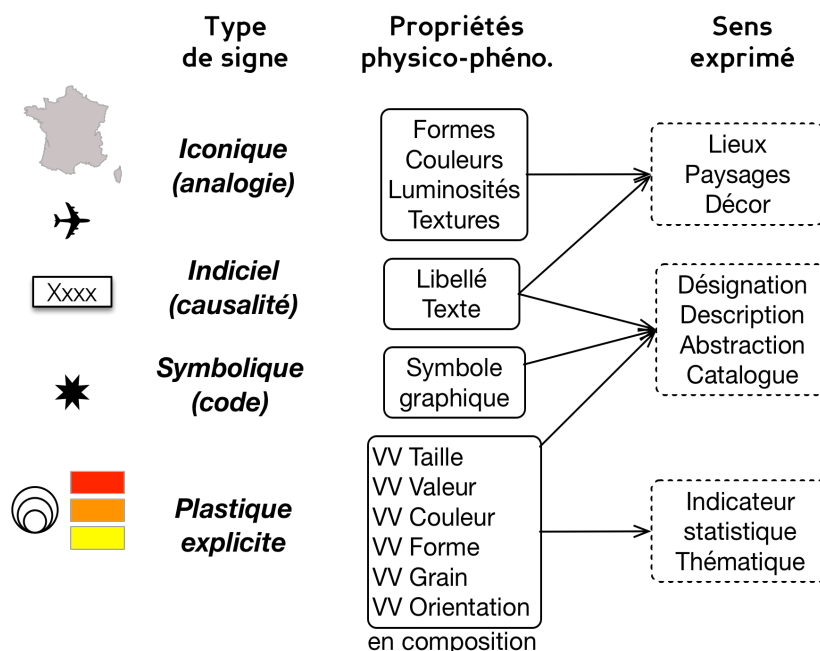 Type
de signe
Propriétés
physico-phéno.
Sens
exprimé
Iconique
(analogie)
Formes
Couleurs
Luminosités
Textures
Lieux
Paysages
Décor
Xxxx
Indiciel
(causalité)
Libellé
Texte
Désignation
Description
Abstraction
Catalogue
Symbolique
(code)
Symbole
graphique
Plastique
explicite
VV Taille
VV Valeur
VV Couleur
VV Forme
VV Grain
VV Orientation
en composition
Indicateur
statistique
Thématique